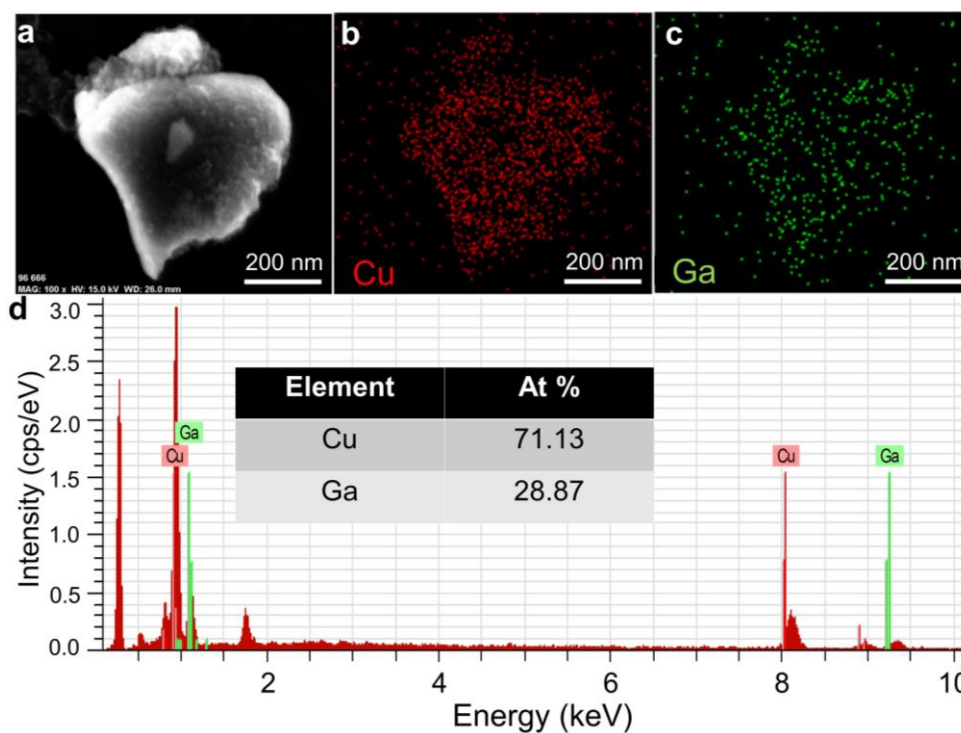 a
96 666
MAG: 100 x HV: 15.0 kV WD: 26.0 mm
200 nm
b
Cu
200 nm
c
Ga
200 nm
d
Intensity (cps/eV)
3.0
2.5
2.0
1.5
1.0
0.5
0.0
Cu
Ga
Element At %
Cu 71.13
Ga 28.87
Cu
Ga
2 4 6 8 10
Energy (keV)